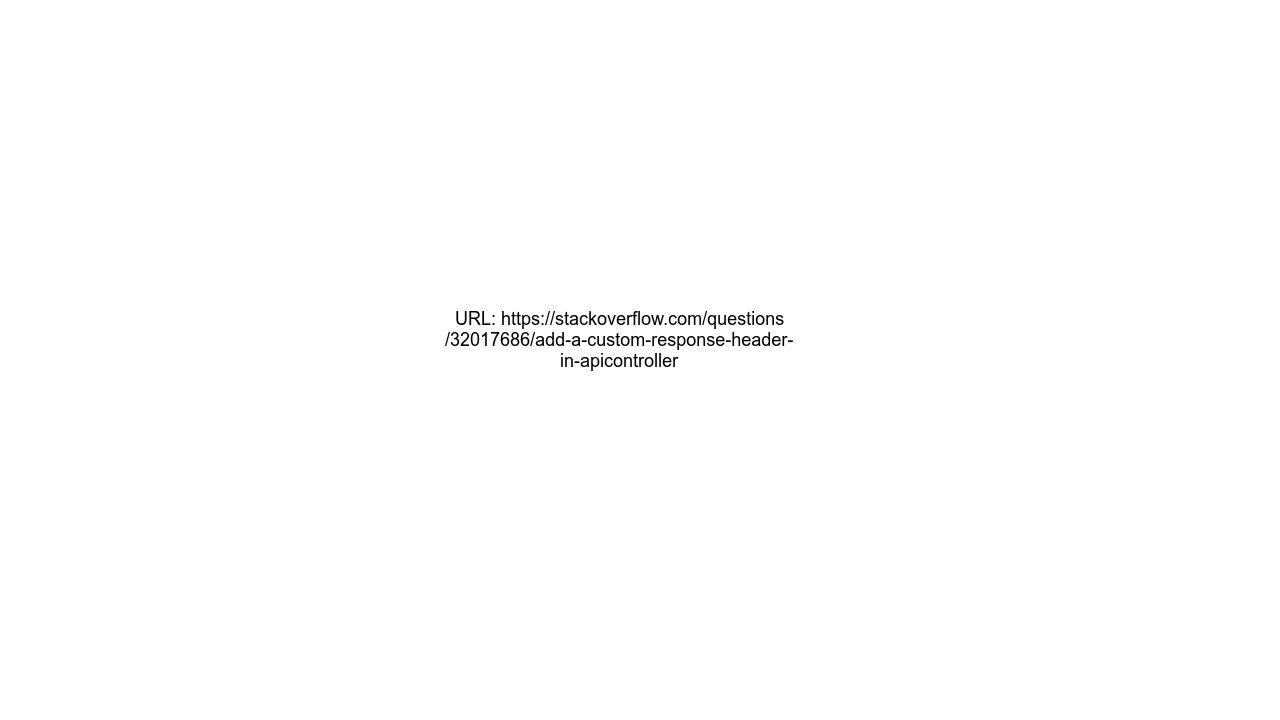 URL: https://stackoverflow.com/questions
/32017686/add-a-custom-response-header-
in-apicontroller